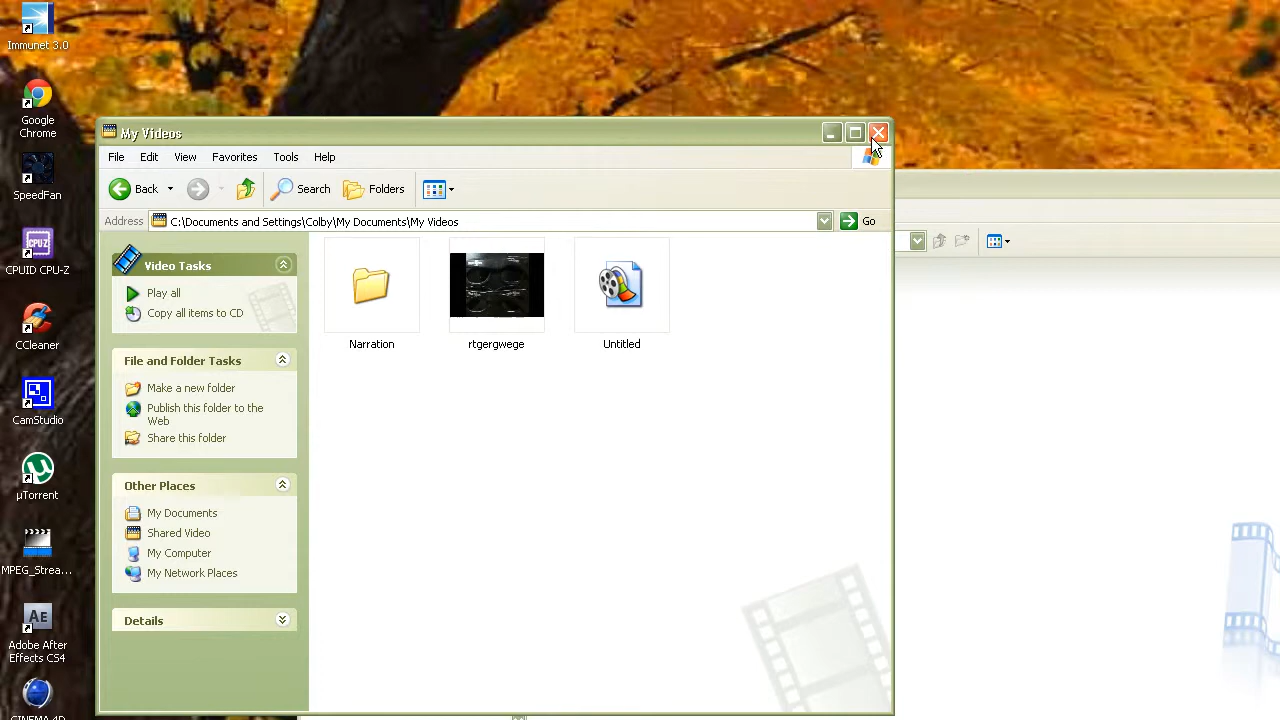 Immunet 3.0
Google
Chrome
SpeedFan
CPUID CPU-Z
CCleaner
CamStudio
µTorrent
MPEG_Strea...
Adobe After
Effects CS4
CINEMA 4D
My Videos
File Edit View Favorites Tools Help
Back Search Folders
Address C:\Documents and Settings\Colby\My Documents\My Videos Go
Video Tasks
Play all
Copy all items to CD
File and Folder Tasks
Make a new folder
Publish this folder to the
Web
Share this folder
Other Places
My Documents
Shared Video
My Computer
My Network Places
Details
Narration rtgergwege Untitled